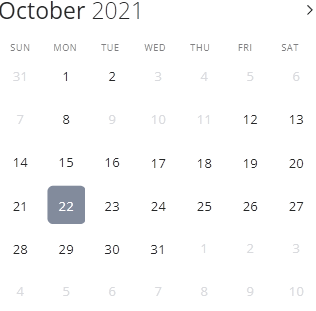 October 2021
SUN MON TUE WED THU FRI SAT
31 1 2 3 4 5 6
7 8 9 10 11 12 13
14 15 16 17 18 19 20
21 22 23 24 25 26 27
28 29 30 31 1 2 3
4 5 6 7 8 9 10